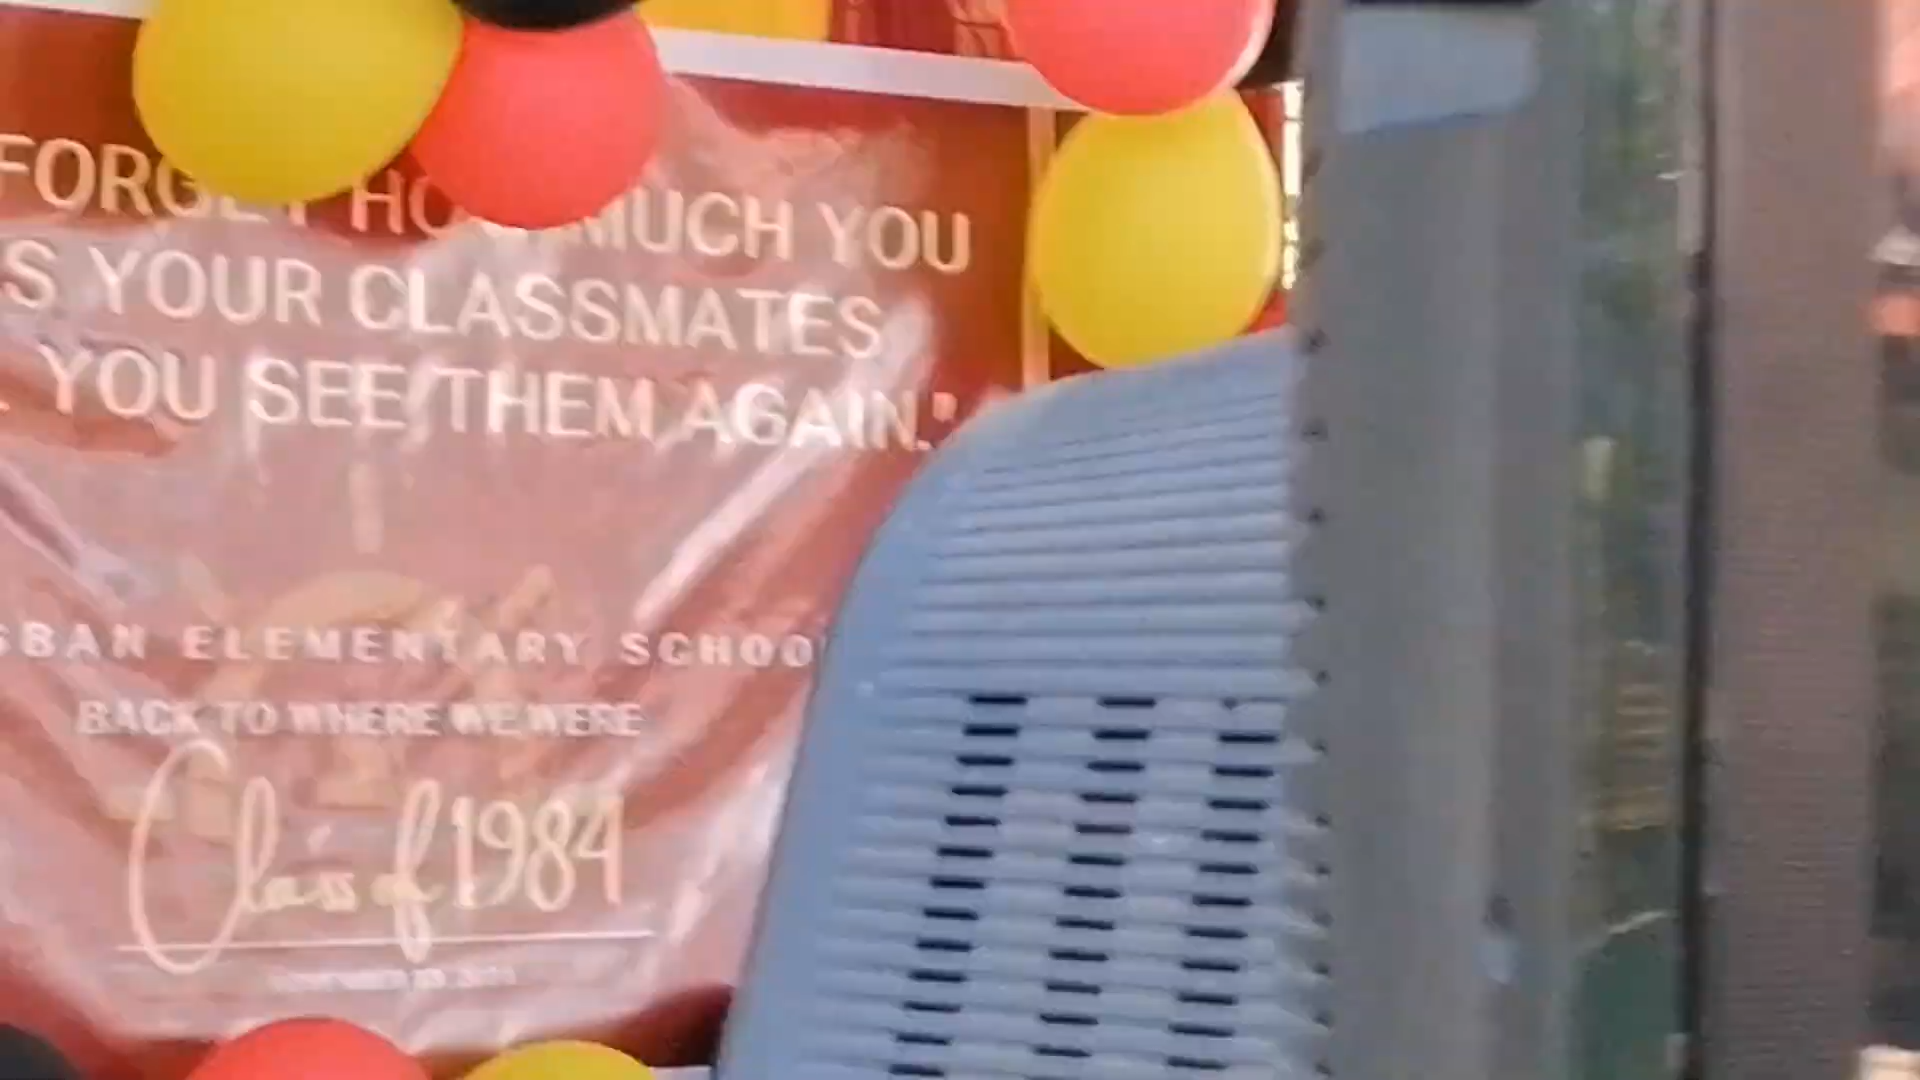 FORGET HOW MUCH YOU
S YOUR CLASSMATES
YOU SEE THEM AGAIN."
SBAN ELEMENTARY SCHOOL
BACK TO WHERE WE WERE
Class of 1984